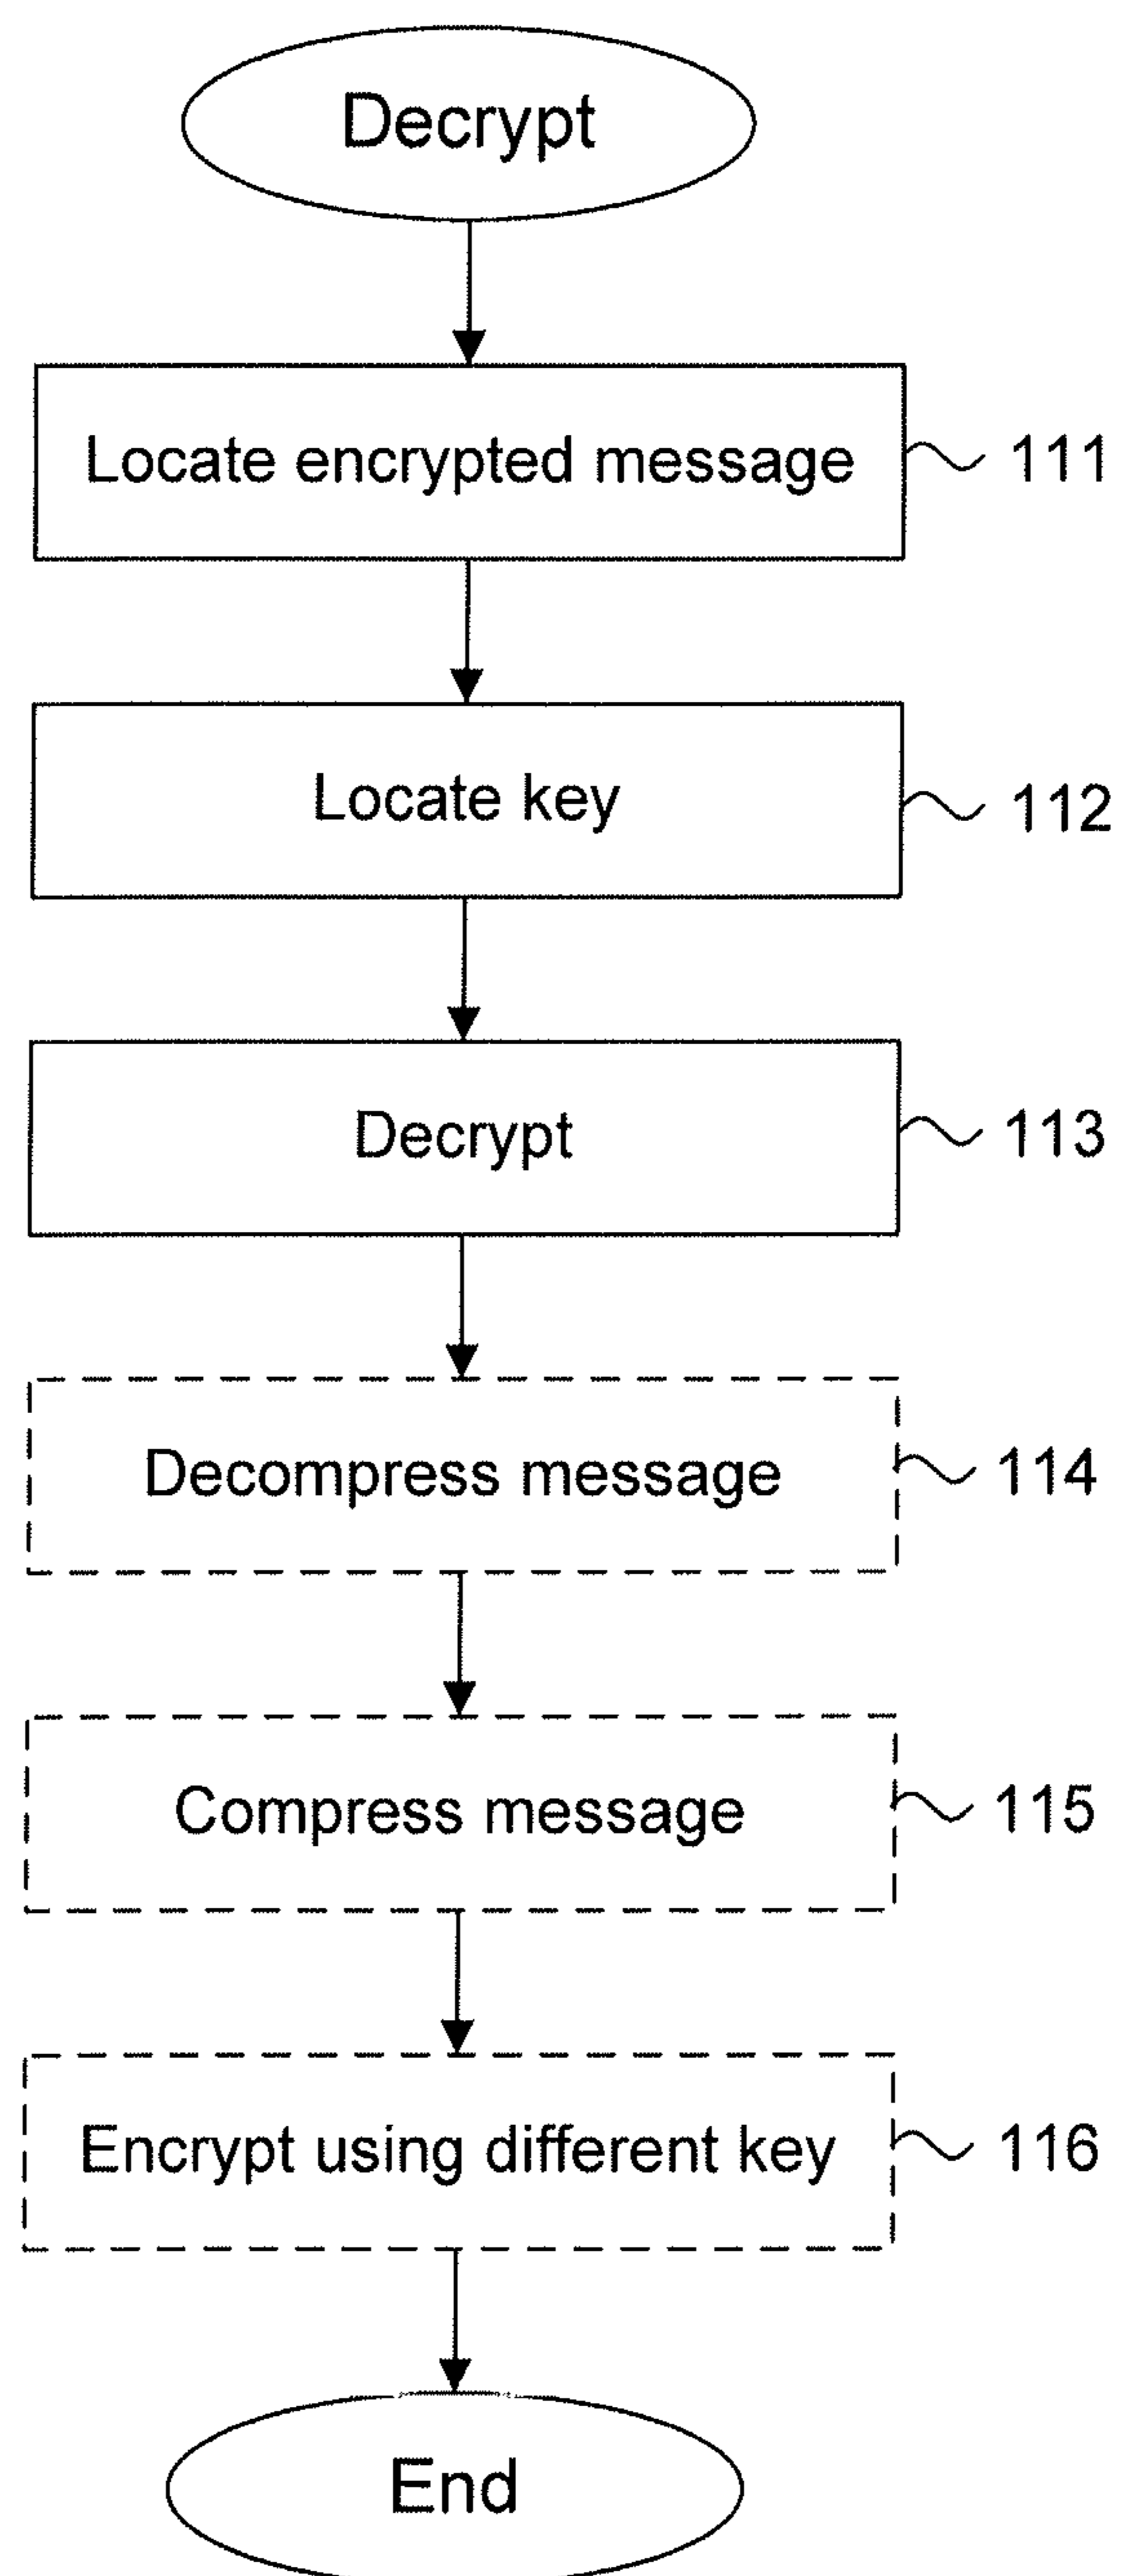 Decrypt
Locate encrypted message 111
Locate key 112
Decrypt 113
Decompress message 114
Compress message 115
Encrypt using different key 116
End